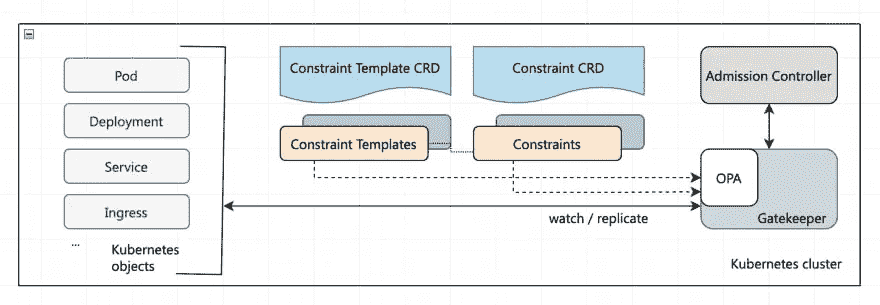 Pod
Deployment
Service
Ingress
...
Kubernetes
objects
Constraint Template CRD
Constraint CRD
Constraint Templates
Constraints
Admission Controller
OPA
Gatekeeper
watch / replicate
Kubernetes cluster